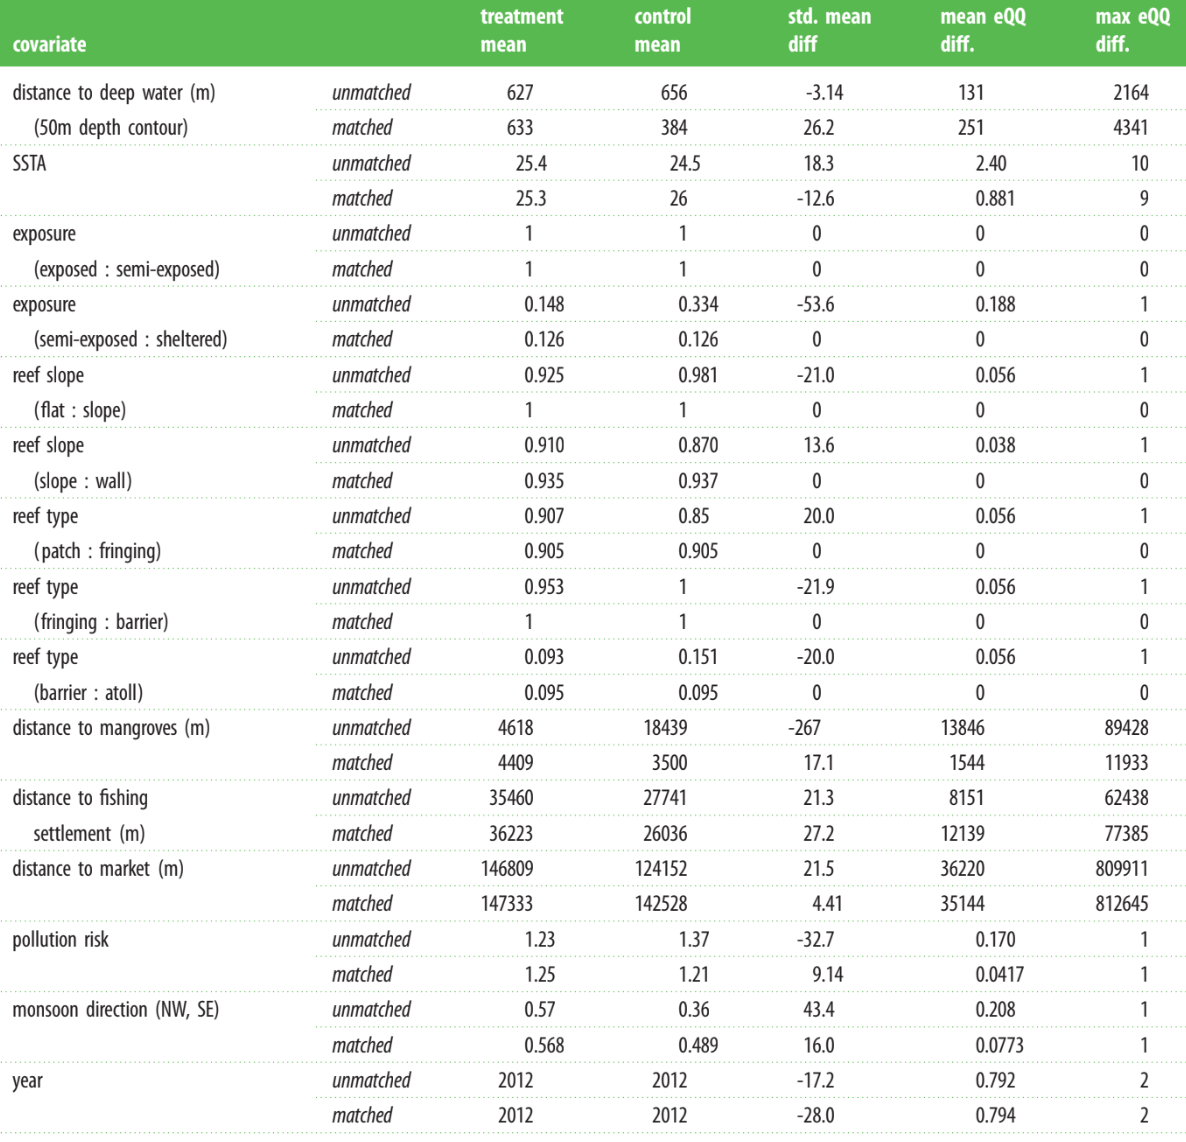 covariate treatment mean control mean std. mean diff mean eQQ diff. max eQQ diff.
distance to deep water (m) unmatched 627 656 -3.14 131 2164
(50m depth contour) matched 633 384 26.2 251 4341
SSTA unmatched 25.4 24.5 18.3 2.40 10
matched 25.3 26 -12.6 0.881 9
exposure unmatched 1 1 0 0 0
(exposed : semi-exposed) matched 1 1 0 0 0
exposure unmatched 0.148 0.334 -53.6 0.188 1
(semi-exposed : sheltered) matched 0.126 0.126 0 0 0
reef slope unmatched 0.925 0.981 -21.0 0.056 1
(flat : slope) matched 1 1 0 0 0
reef slope unmatched 0.910 0.870 13.6 0.038 1
(slope : wall) matched 0.935 0.937 0 0 0
reef type unmatched 0.907 0.85 20.0 0.056 1
(patch : fringing) matched 0.905 0.905 0 0 0
reef type unmatched 0.953 1 -21.9 0.056 1
(fringing : barrier) matched 1 1 0 0 0
reef type unmatched 0.093 0.151 -20.0 0.056 1
(barrier : atoll) matched 0.095 0.095 0 0 0
distance to mangroves (m) unmatched 4618 18439 -267 13846 89428
matched 4409 3500 17.1 1544 11933
distance to fishing unmatched 35460 27741 21.3 8151 62438
settlement (m) matched 36223 26036 27.2 12139 77385
distance to market (m) unmatched 146809 124152 21.5 36220 809911
matched 147333 142528 4.41 35144 812645
pollution risk unmatched 1.23 1.37 -32.7 0.170 1
matched 1.25 1.21 9.14 0.0417 1
monsoon direction (NW, SE) unmatched 0.57 0.36 43.4 0.208 1
matched 0.568 0.489 16.0 0.0773 1
year unmatched 2012 2012 -17.2 0.792 2
matched 2012 2012 -28.0 0.794 2